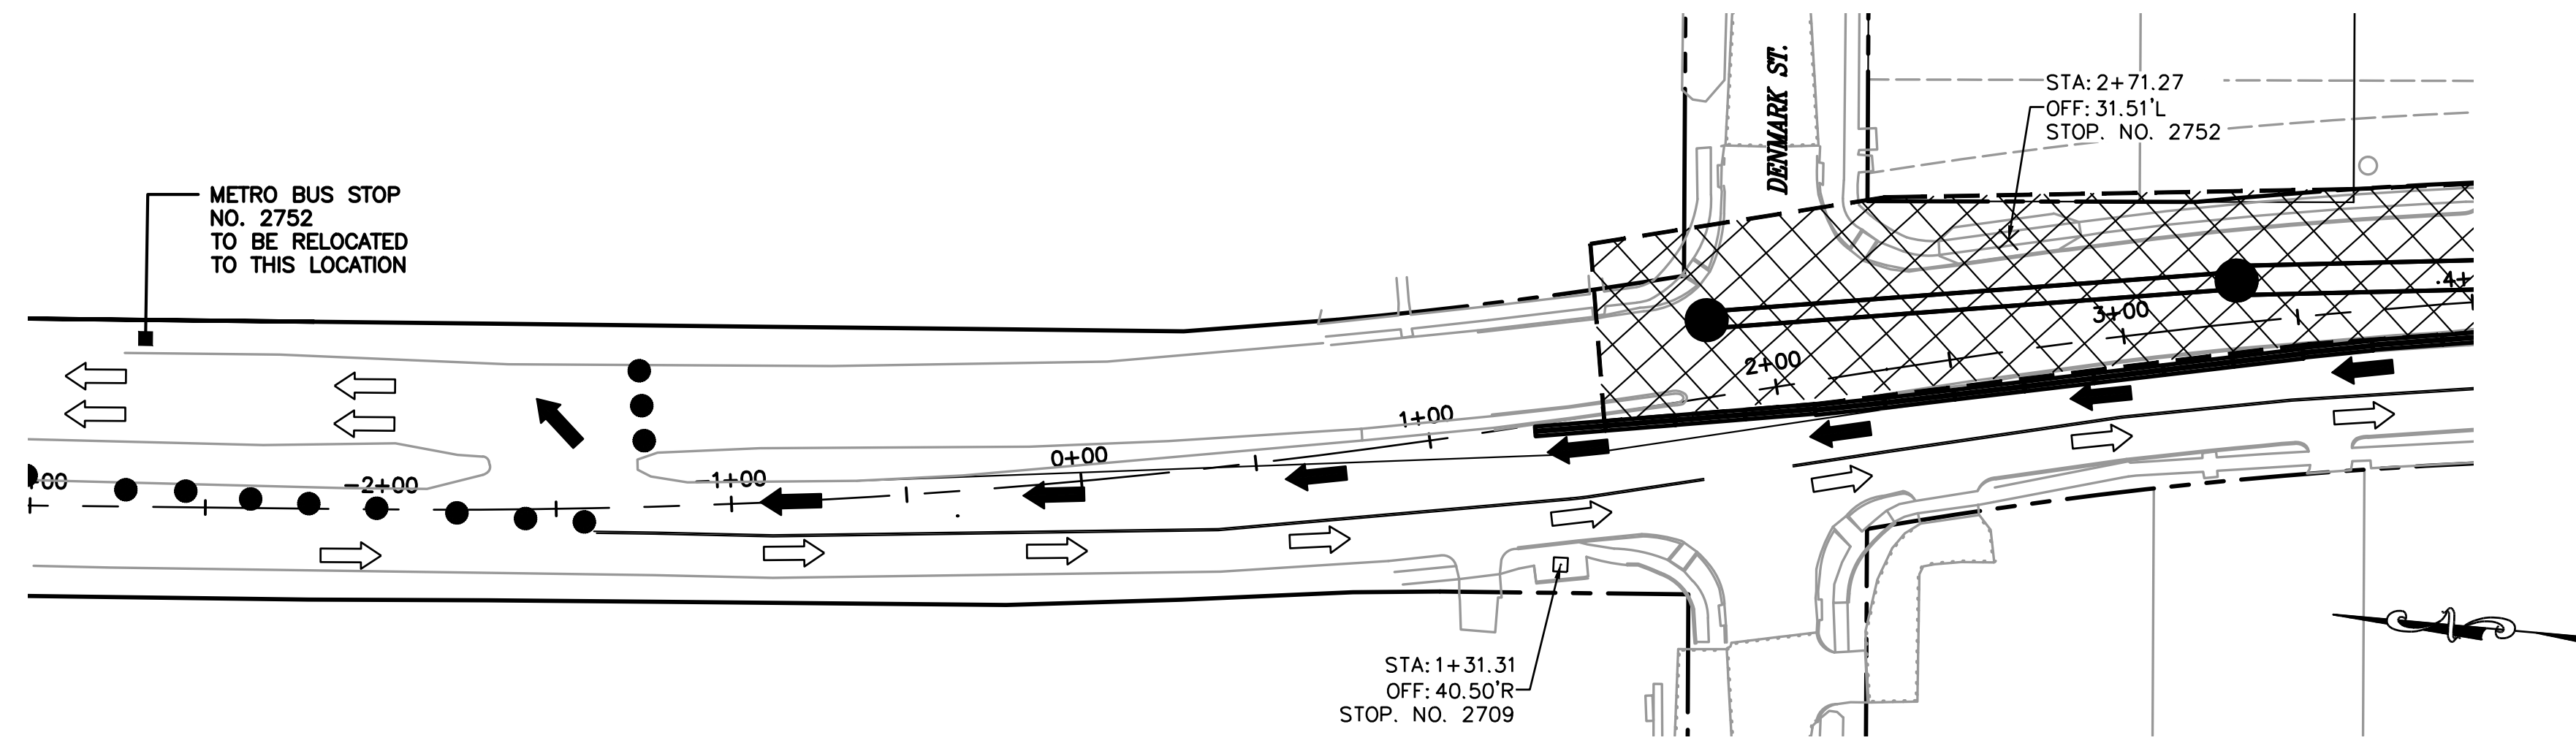 DENMARK ST.
STA: 2+71.27
OFF: 31.51'L
STOP. NO. 2752
METRO BUS STOP
NO. 2752
TO BE RELOCATED
TO THIS LOCATION
4+
3+00
2+00
1+00
0+00
-1+00
-2+00
+00
STA: 1+31.31
OFF: 40.50'R
STOP. NO. 2709